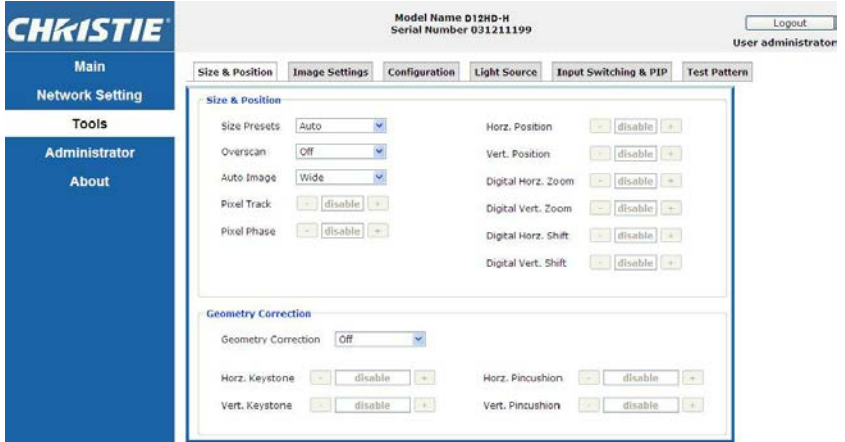 CHRISTIE
Model Name D12HD-H
Serial Number 031211199
Logout
User administrator
Main
Network Setting
Tools
Administrator
About
Size & Position Image Settings Configuration Light Source Input Switching & PIP Test Pattern
Size & Position
Size Presets Auto Horz. Position - disable +
Overscan Off Vert. Position - disable +
Auto Image Wide Digital Horz. Zoom - disable +
Pixel Track - disable + Digital Vert. Zoom - disable +
Pixel Phase - disable + Digital Horz. Shift - disable +
Digital Vert. Shift - disable +
Geometry Correction
Geometry Correction Off
Horz. Keystone - disable + Horz. Pincushion - disable +
Vert. Keystone - disable + Vert. Pincushion - disable +